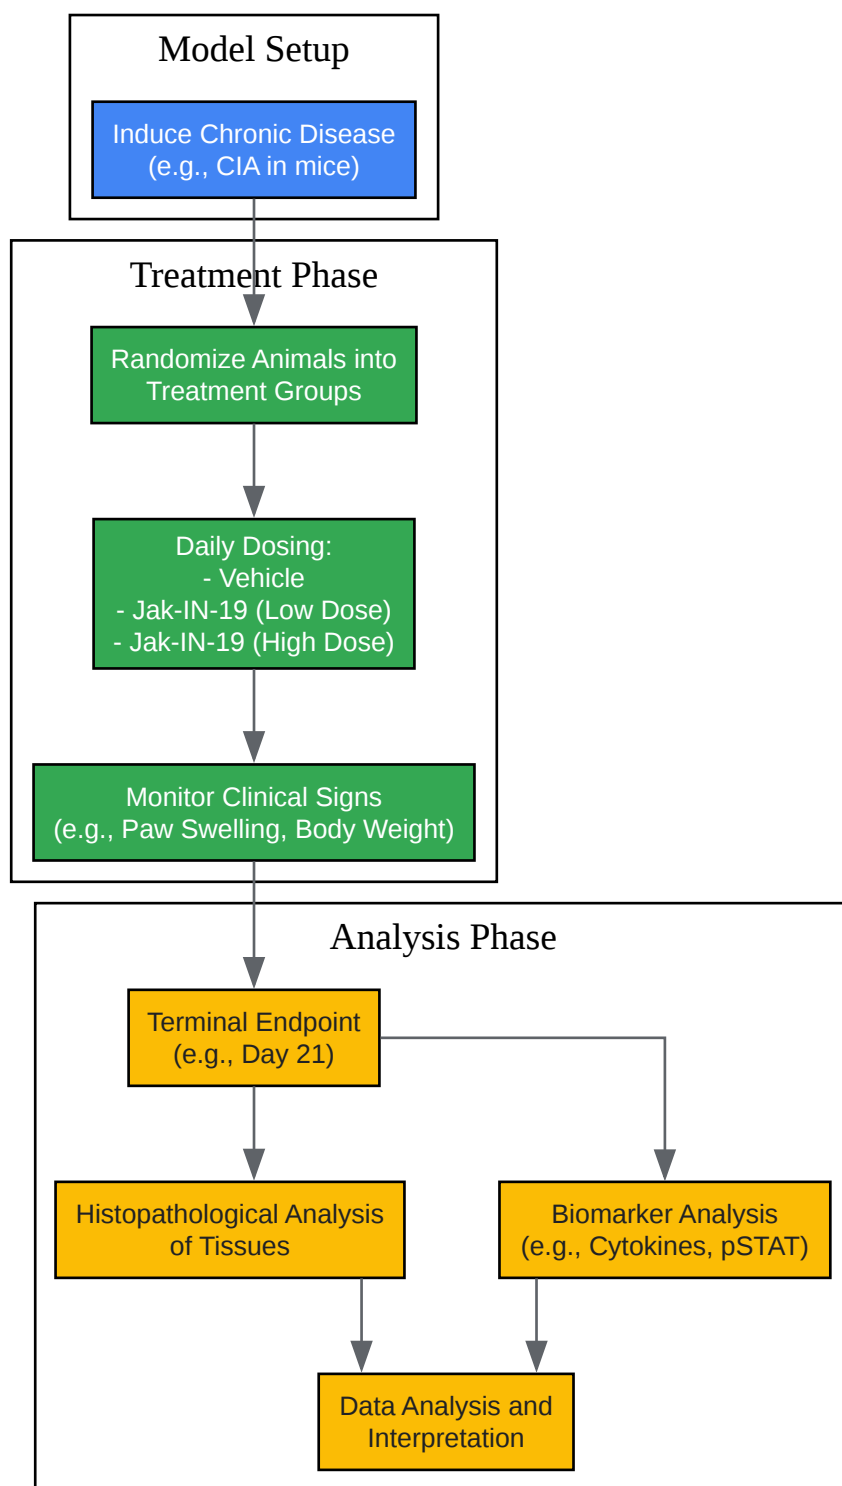 Model Setup
Induce Chronic Disease
(e.g., CIA in mice)
Treatment Phase
Randomize Animals into
Treatment Groups
Daily Dosing:
- Vehicle
- Jak-IN-19 (Low Dose)
- Jak-IN-19 (High Dose)
Monitor Clinical Signs
(e.g., Paw Swelling, Body Weight)
Analysis Phase
Terminal Endpoint
(e.g., Day 21)
Histopathological Analysis
of Tissues
Biomarker Analysis
(e.g., Cytokines, pSTAT)
Data Analysis and
Interpretation